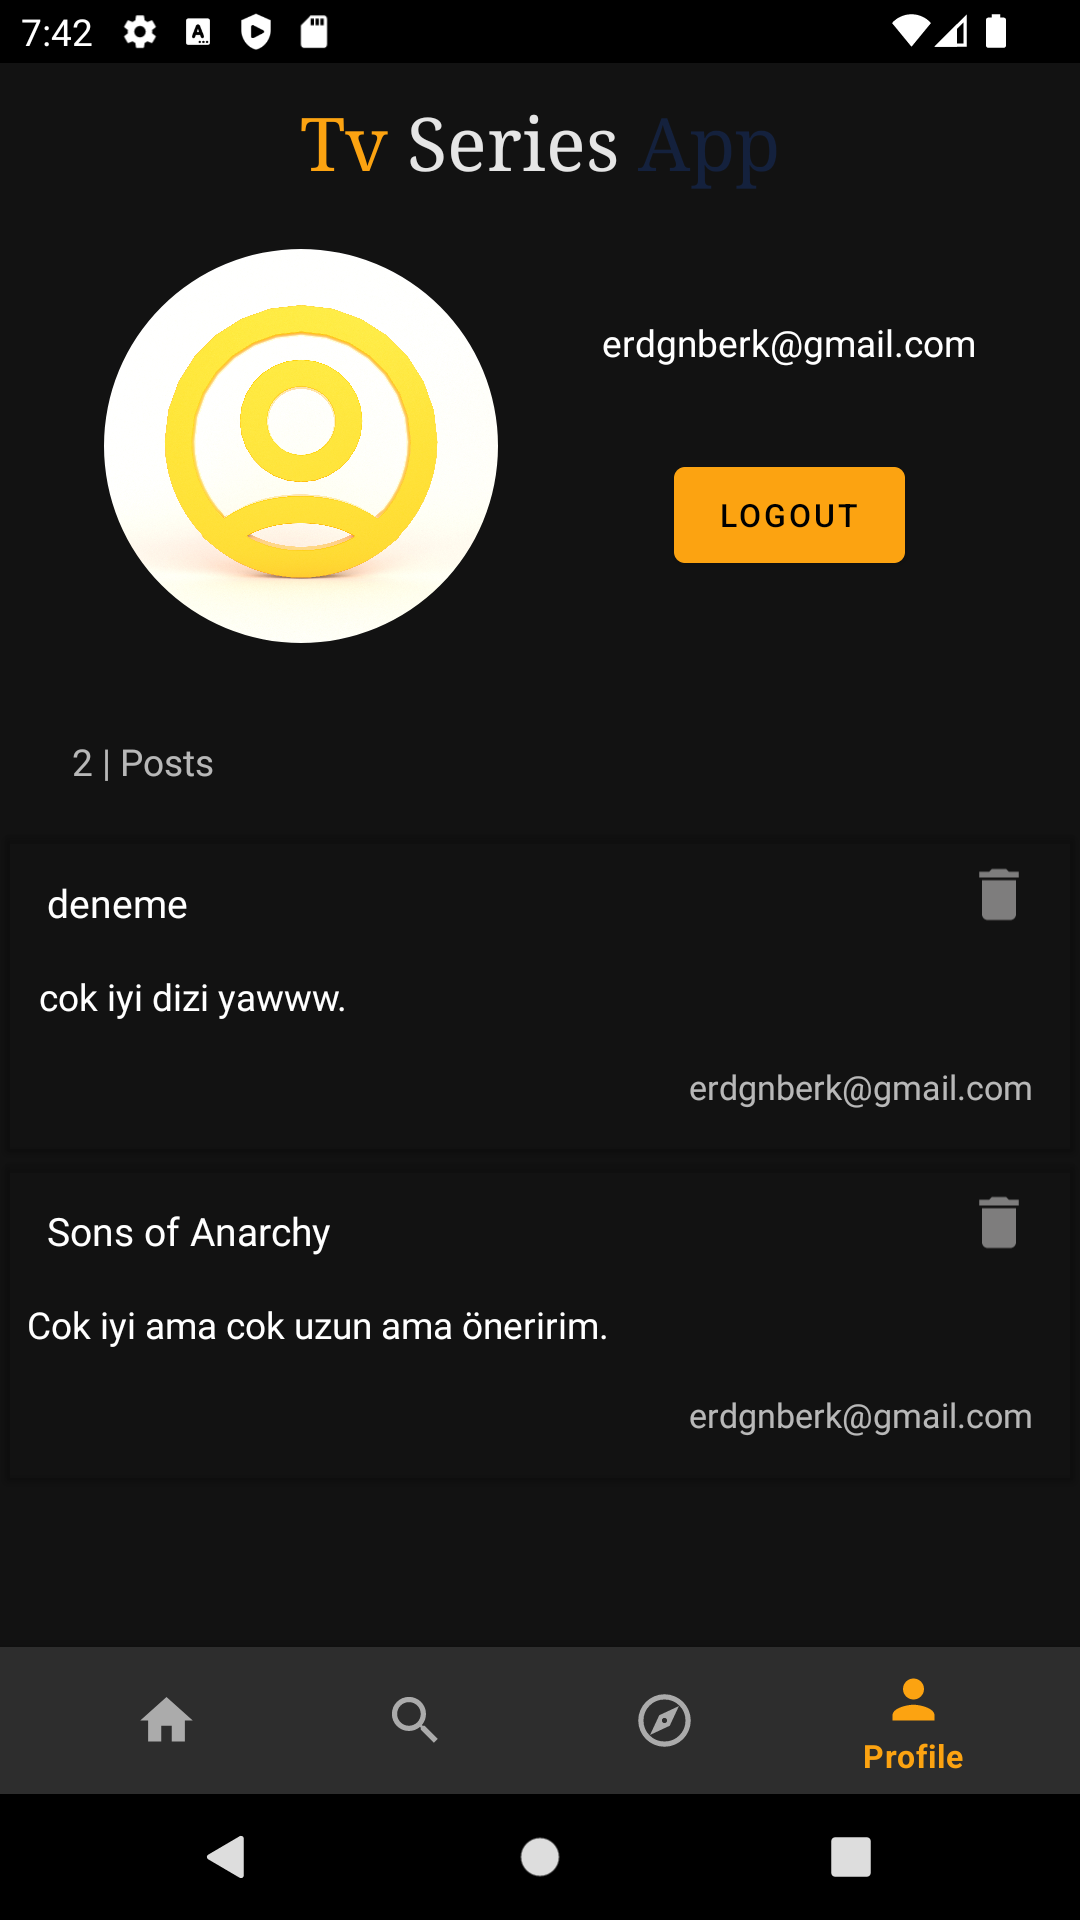 7:42
Tv Series App
erdgnberk@gmail.com
LOGOUT
2 | Posts
deneme
cok iyi dizi yawww.
erdgnberk@gmail.com
Sons of Anarchy
Cok iyi ama cok uzun ama öneririm.
erdgnberk@gmail.com
Profile